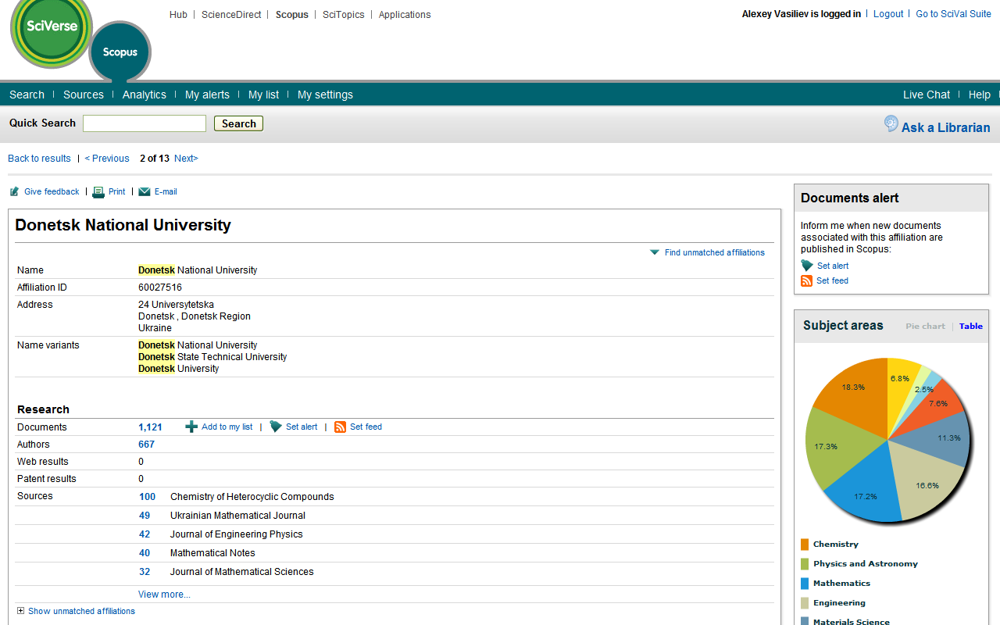 SciVerse
Scopus
Hub | ScienceDirect | Scopus | SciTopics | Applications
Alexey Vasiliev is logged in | Logout | Go to SciVal Suite
Search | Sources | Analytics | My alerts | My list | My settings
Live Chat | Help
Quick Search
Search
Ask a Librarian
Back to results | < Previous 2 of 13 Next>
Give feedback | Print | E-mail
Donetsk National University
Find unmatched affiliations
Name Donetsk National University
Affiliation ID 60027516
Address 24 Universytetska
Donetsk , Donetsk Region
Ukraine
Name variants Donetsk National University
Donetsk State Technical University
Donetsk University
Research
Documents 1,121 Add to my list | Set alert | Set feed
Authors 667
Web results 0
Patent results 0
Sources 100 Chemistry of Heterocyclic Compounds
49 Ukrainian Mathematical Journal
42 Journal of Engineering Physics
40 Mathematical Notes
32 Journal of Mathematical Sciences
View more...
Show unmatched affiliations
Documents alert
Inform me when new documents
associated with this affiliation are
published in Scopus:
Set alert
Set feed
Subject areas Pie chart | Table
6.8%
18.3%
2.5%
7.6%
11.3%
17.3%
16.6%
17.2%
Chemistry
Physics and Astronomy
Mathematics
Engineering
Materials Science